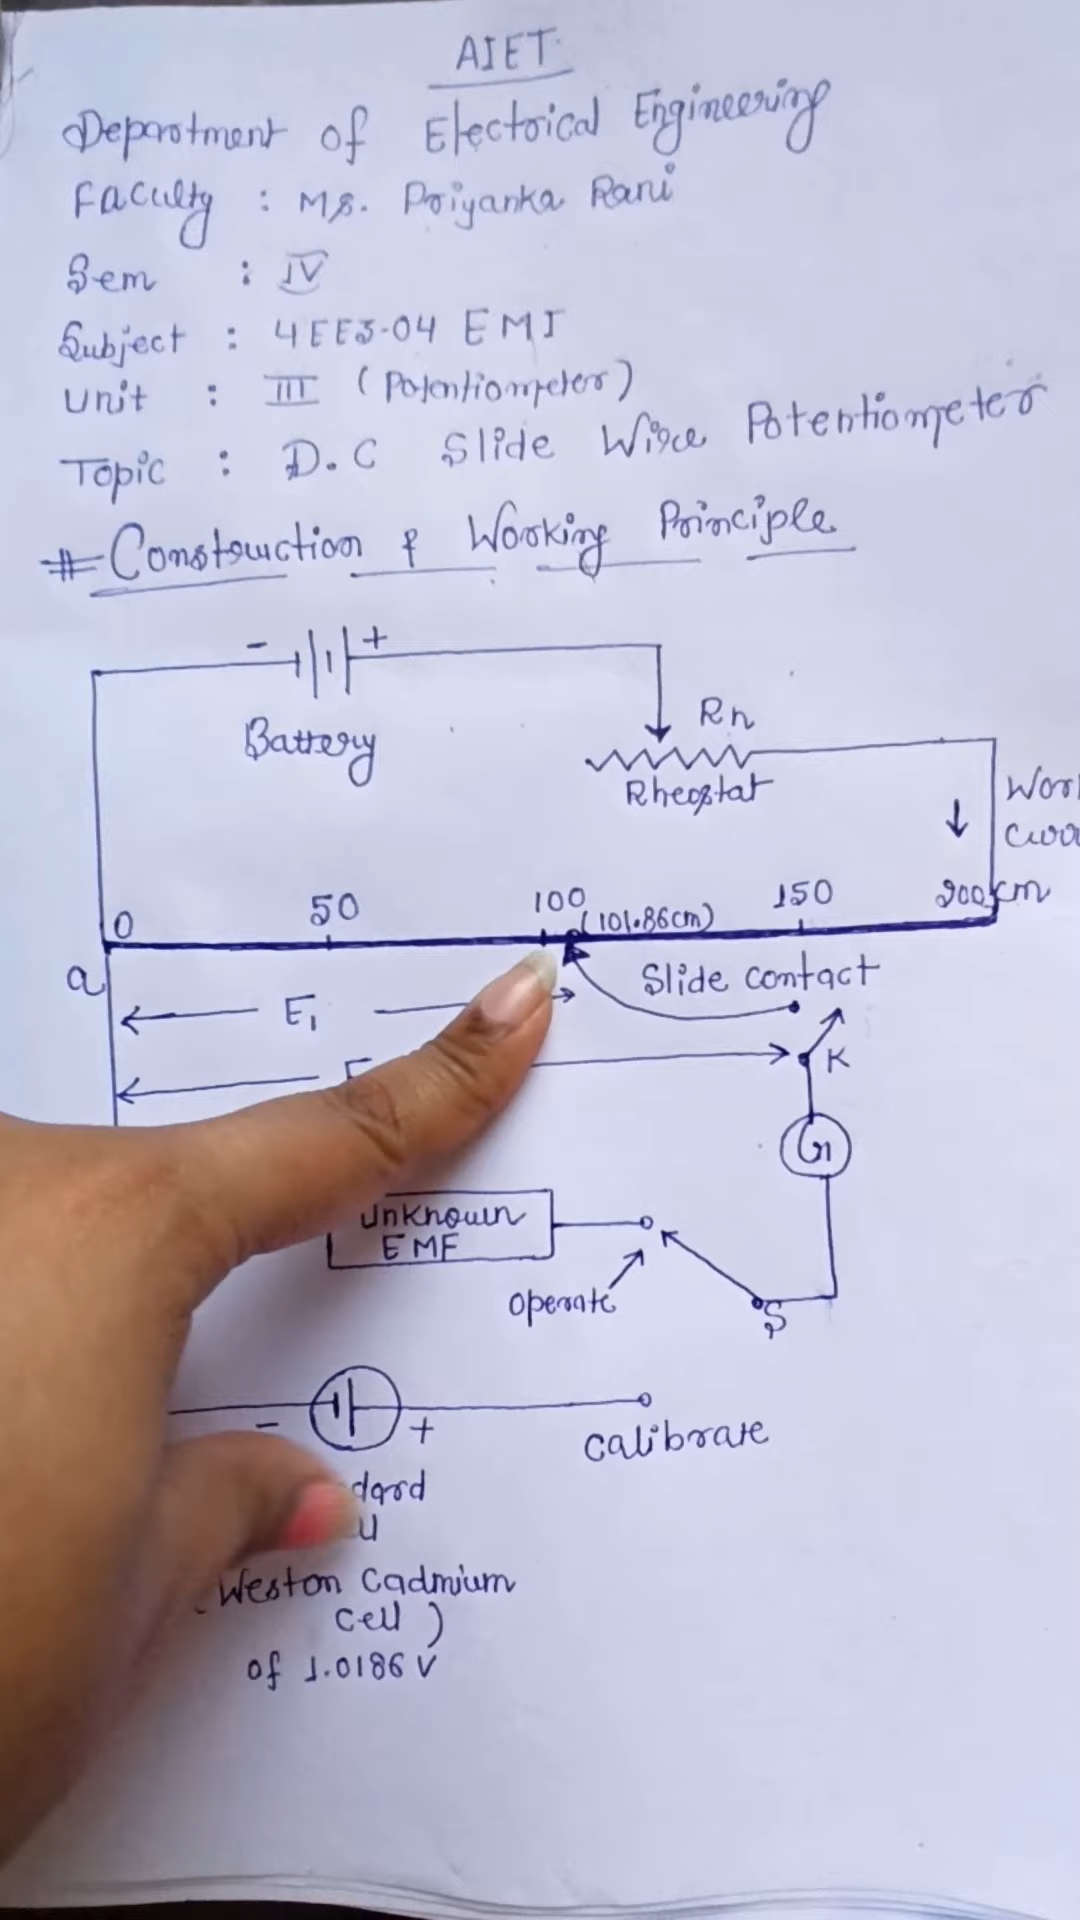 AIET
Department of Electrical Engineering
Faculty : Ms. Priyanka Rani
Sem : IV
Subject : 4EE3-04 EMI
Unit : III (Potentiometer)
Topic : D.C Slide Wire Potentiometer
# Construction & Working Principle
- +
Battery
Rn
Rheostat
0 50 100 (101.86cm) 150 200cm
a
Slide contact
E1
K
G
Unknown
EMF
Operate
S
- +
Calibrate
Weston Cadmium
Cell )
of 1.0186 V